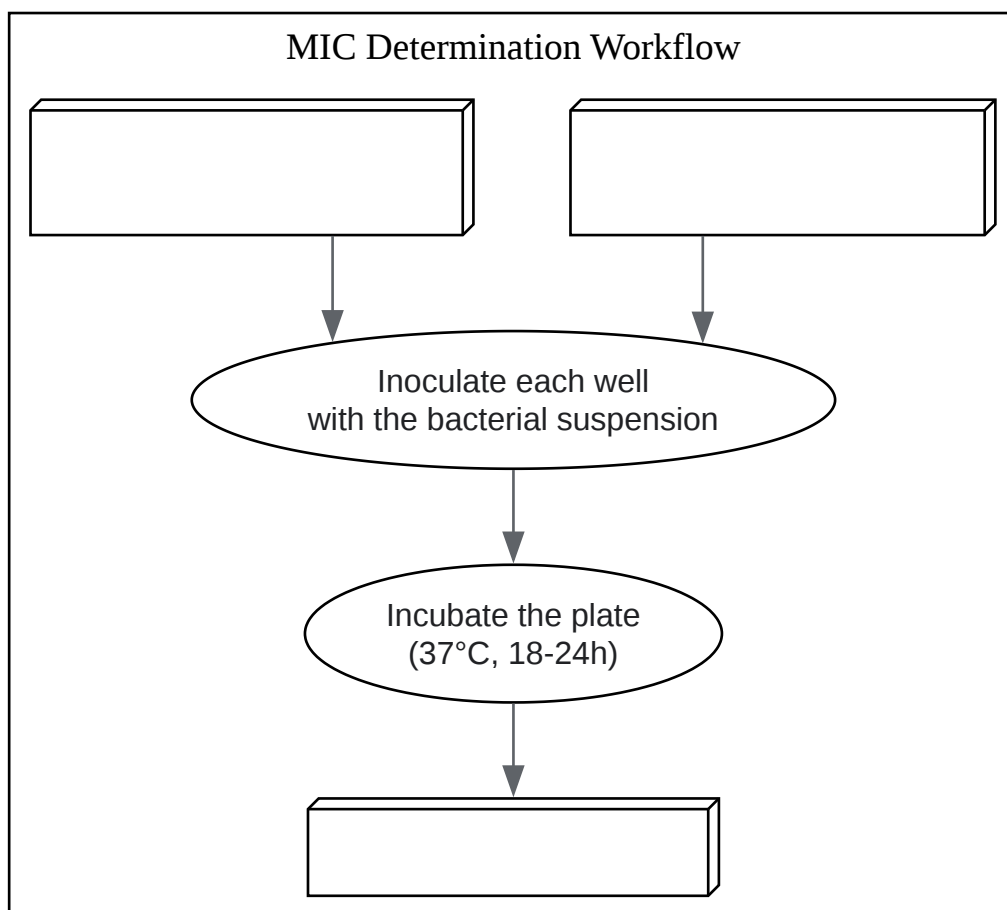 MIC Determination Workflow
Inoculate each well
with the bacterial suspension
Incubate the plate
(37°C, 18-24h)